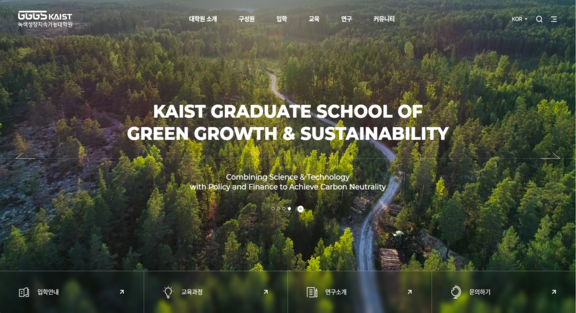 GGGS KAIST
녹색성장지속가능대학원
대학원 소개 구성원 입학 교육 연구 커뮤니티
KOR
KAIST GRADUATE SCHOOL OF
GREEN GROWTH & SUSTAINABILITY
Combining Science & Technology
with Policy and Finance to Achieve Carbon Neutrality
입학안내 교육과정 연구소개 문의하기